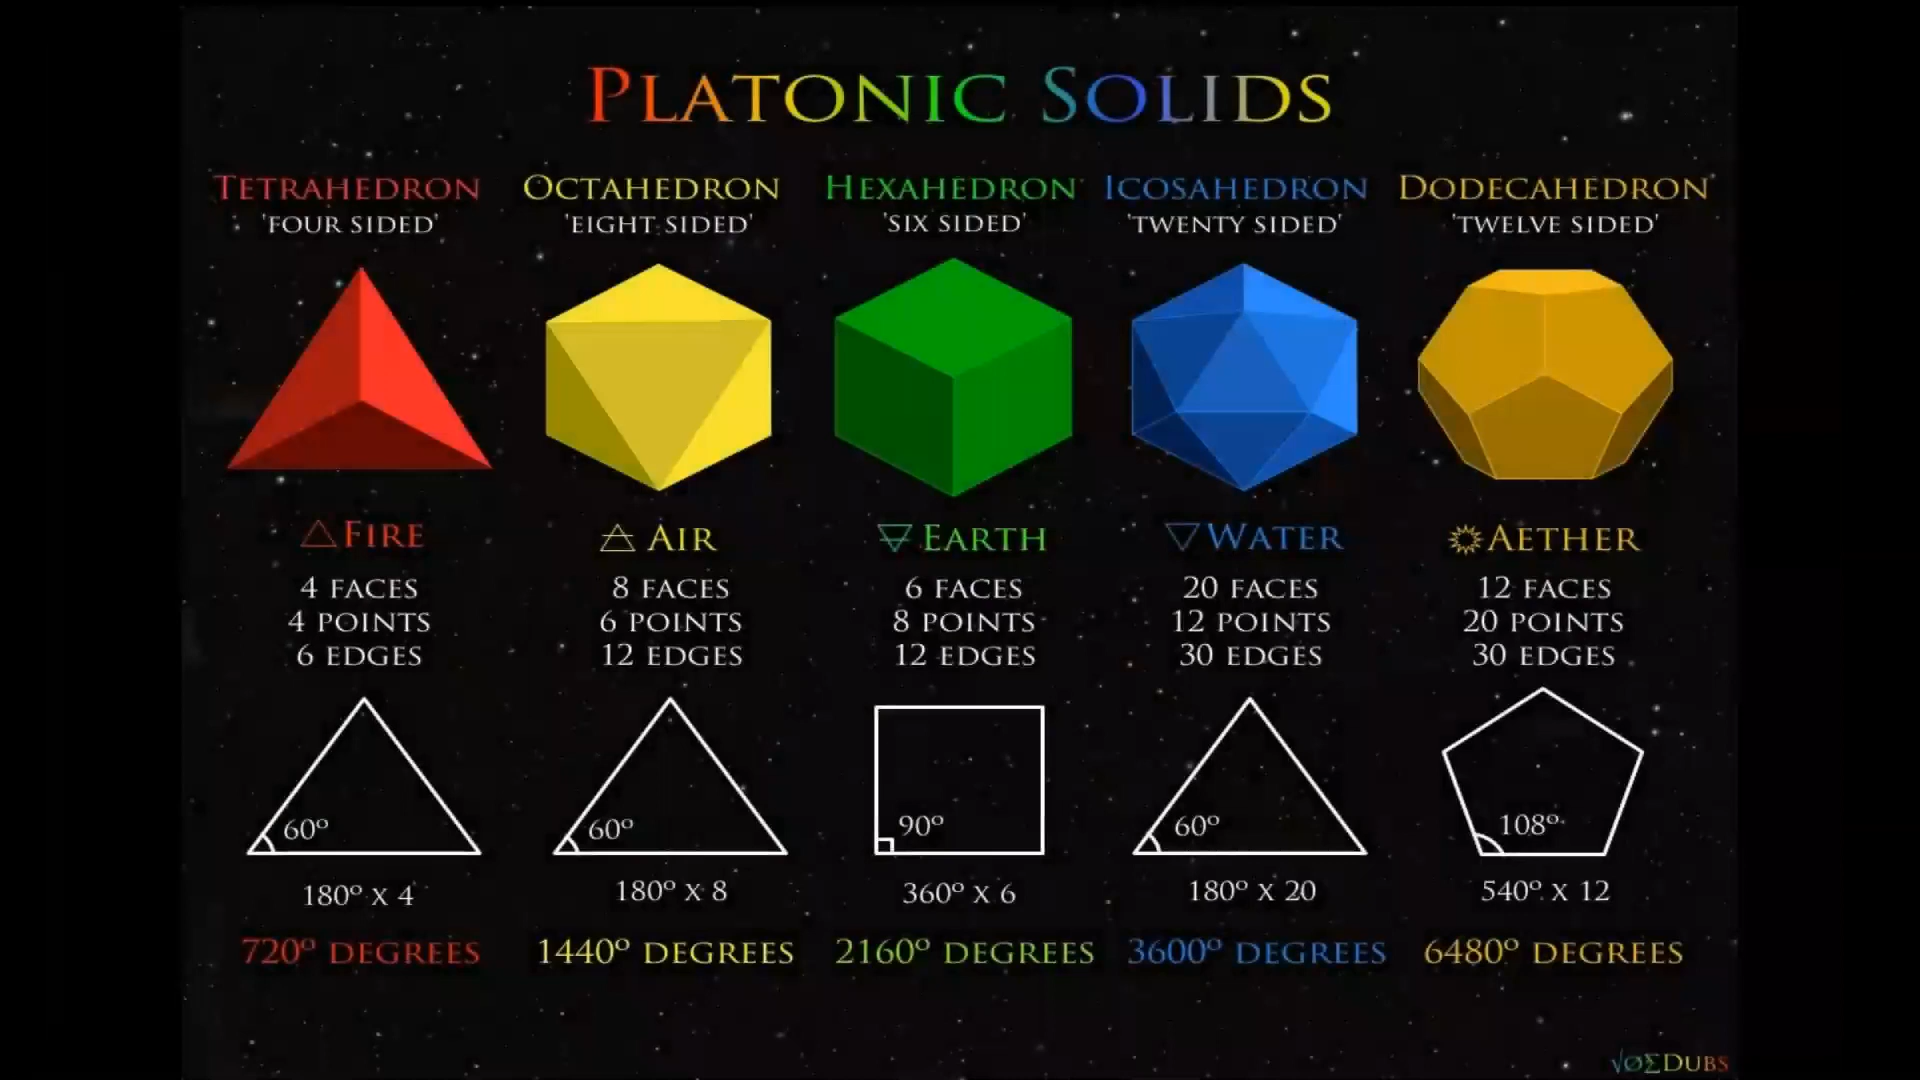 PLATONIC SOLIDS
TETRAHEDRON
'FOUR SIDED'
△ FIRE
4 FACES
4 POINTS
6 EDGES
60º
180º X 4
720º DEGREES
OCTAHEDRON
'EIGHT SIDED'
AIR
8 FACES
6 POINTS
12 EDGES
60º
180º X 8
1440º DEGREES
HEXAHEDRON
'SIX SIDED'
EARTH
6 FACES
8 POINTS
12 EDGES
90º
360º X 6
2160º DEGREES
ICOSAHEDRON
'TWENTY SIDED'
▽ WATER
20 FACES
12 POINTS
30 EDGES
60º
180º X 20
3600º DEGREES
DODECAHEDRON
'TWELVE SIDED'
AETHER
12 FACES
20 POINTS
30 EDGES
108º
540º X 12
6480º DEGREES
√ØΣDUBS